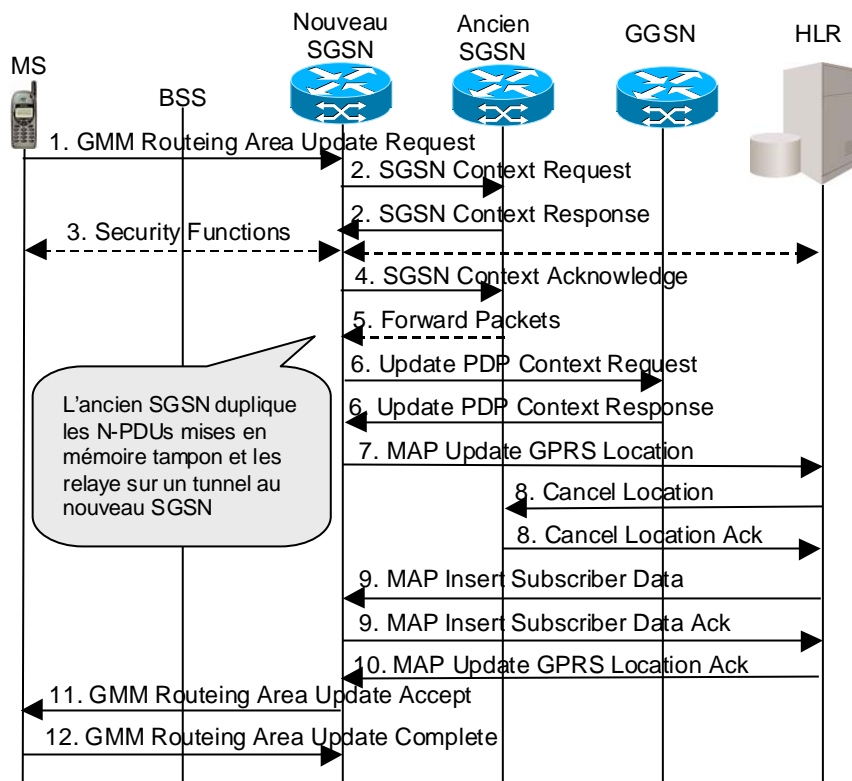 Nouveau
SGSN
Ancien
SGSN
GGSN
HLR
MS
BSS
1. GMM Routeing Area Update Request
2. SGSN Context Request
2. SGSN Context Response
3. Security Functions
4. SGSN Context Acknowledge
5. Forward Packets
6. Update PDP Context Request
6. Update PDP Context Response
L'ancien SGSN duplique
les N-PDUs mises en
mémoire tampon et les
relaye sur un tunnel au
nouveau SGSN
7. MAP Update GPRS Location
8. Cancel Location
8. Cancel Location Ack
9. MAP Insert Subscriber Data
9. MAP Insert Subscriber Data Ack
10. MAP Update GPRS Location Ack
11. GMM Routeing Area Update Accept
12. GMM Routeing Area Update Complete